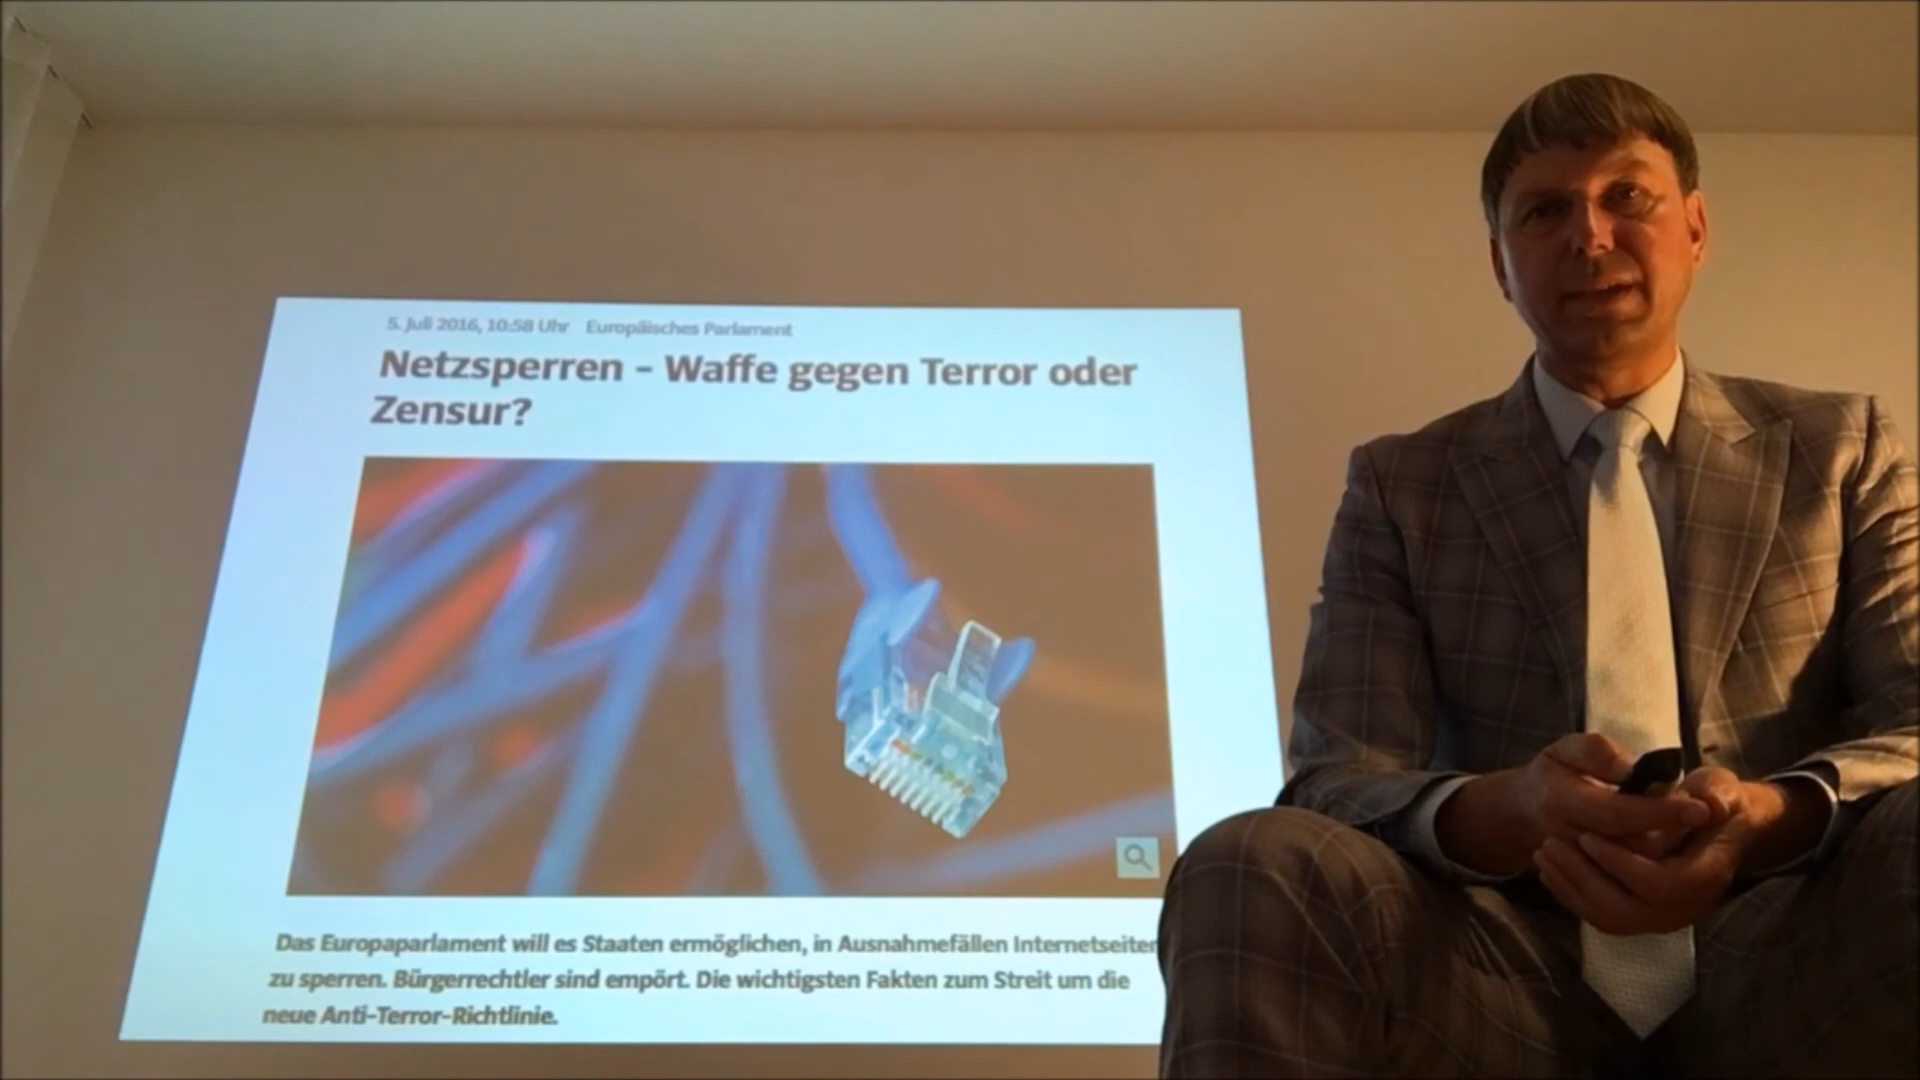 5. Juli 2016, 10:58 Uhr Europäisches Parlament
Netzsperren – Waffe gegen Terror oder
Zensur?
Das Europaparlament will es Staaten ermöglichen, in Ausnahmefällen Internetseiten
zu sperren. Bürgerrechtler sind empört. Die wichtigsten Fakten zum Streit um die
neue Anti-Terror-Richtlinie.